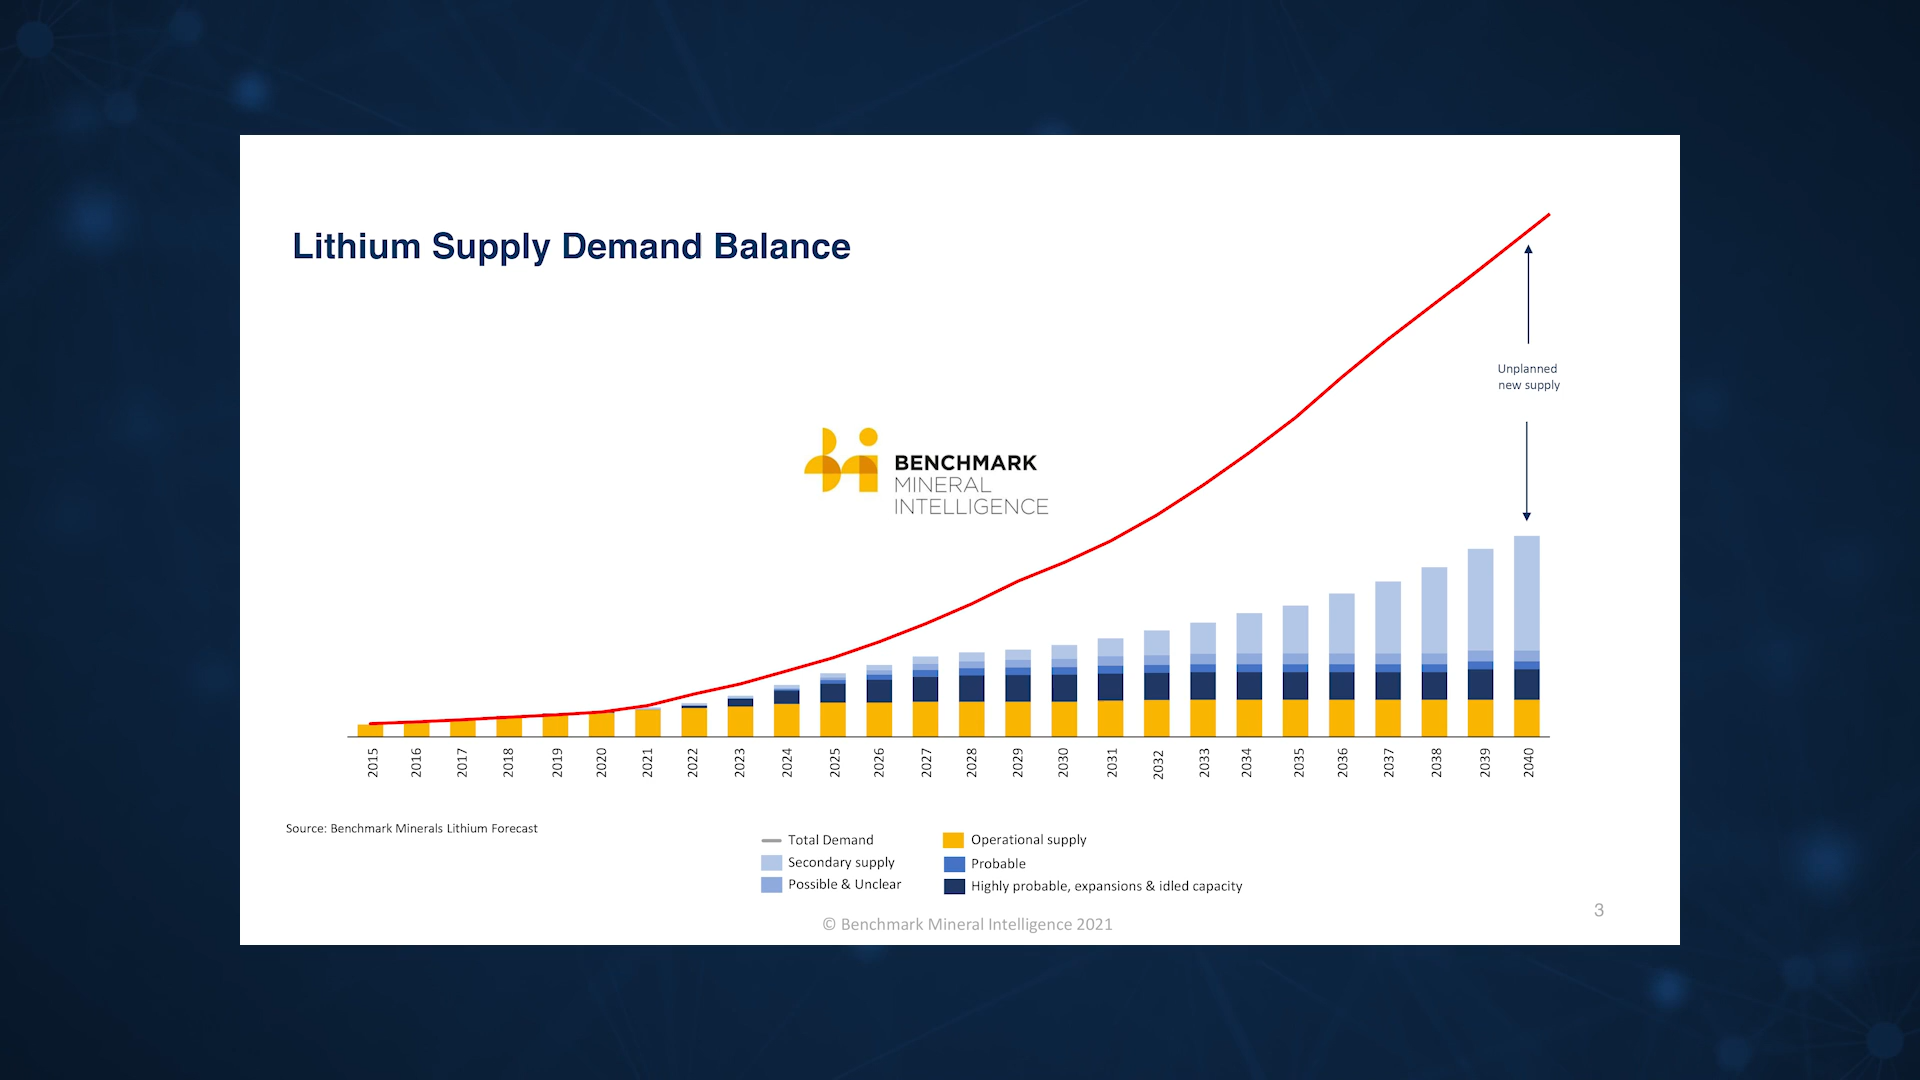 Lithium Supply Demand Balance
Unplanned
new supply
BENCHMARK
MINERAL
INTELLIGENCE
2015 2016 2017 2018 2019 2020 2021 2022 2023 2024 2025 2026 2027 2028 2029 2030 2031 2032 2033 2034 2035 2036 2037 2038 2039 2040
Source: Benchmark Minerals Lithium Forecast
Total Demand
Secondary supply
Possible & Unclear
Operational supply
Probable
Highly probable, expansions & idled capacity
3
© Benchmark Mineral Intelligence 2021